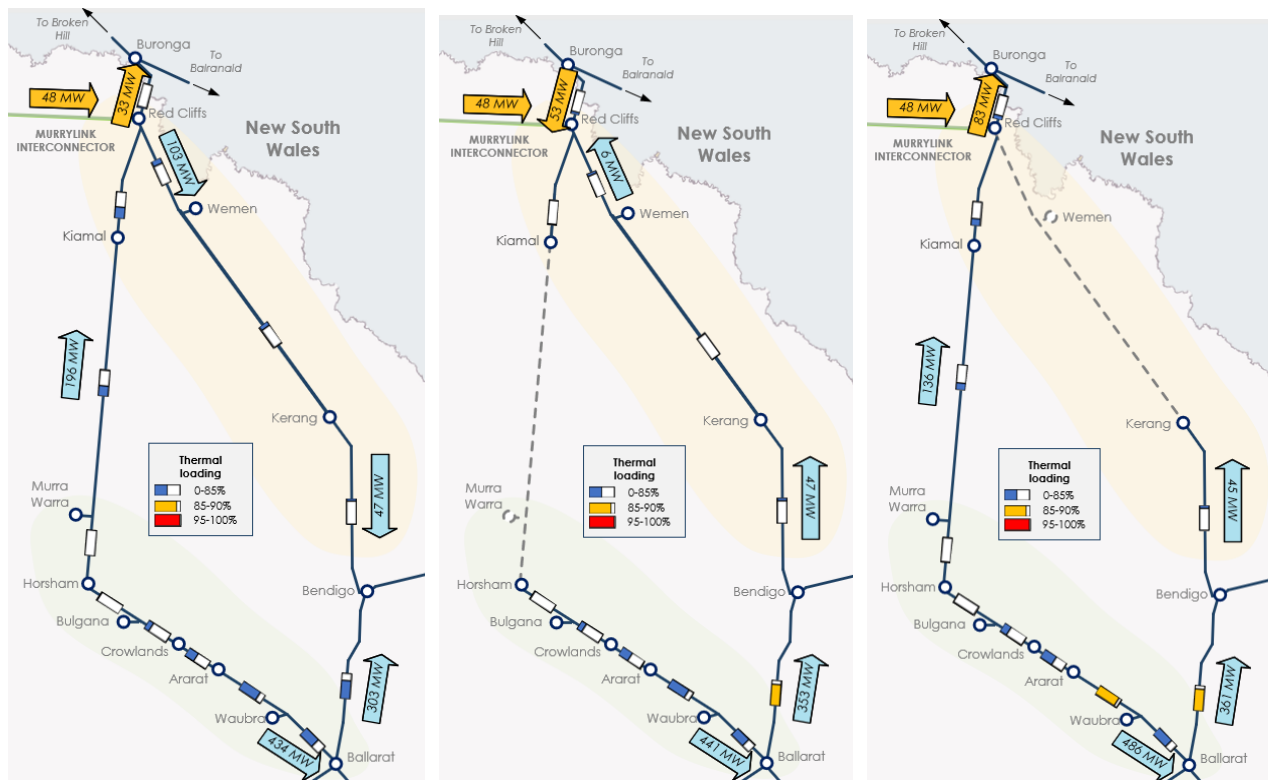 To Broken
Hill
Buronga
To
Balranald
48 MW
33 MW
Red Cliffs
MURRYLINK
INTERCONNECTOR
New South
Wales
103 MW
Wemen
Kiamal
196 MW
Kerang
Thermal
loading
0-85%
85-90%
95-100%
47 MW
Murra
Warra
Horsham
Bendigo
Bulgana
Crowlands
Ararat
303 MW
Waubra
434 MW
Ballarat
To Broken
Hill
Buronga
To
Balranald
48 MW
53 MW
Red Cliffs
MURRYLINK
INTERCONNECTOR
New South
Wales
6 MW
Wemen
Kiamal
Kerang
Thermal
loading
0-85%
85-90%
95-100%
47 MW
Murra
Warra
Horsham
Bendigo
Bulgana
Crowlands
Ararat
353 MW
Waubra
441 MW
Ballarat
To Broken
Hill
Buronga
To
Balranald
48 MW
83 MW
Red Cliffs
MURRYLINK
INTERCONNECTOR
New South
Wales
Wemen
Kiamal
136 MW
Kerang
Thermal
loading
0-85%
85-90%
95-100%
45 MW
Murra
Warra
Horsham
Bendigo
Bulgana
Crowlands
Ararat
361 MW
Waubra
486 MW
Ballarat